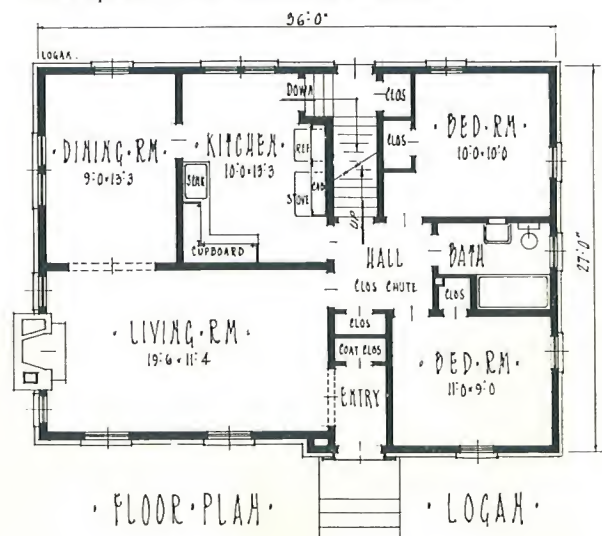 36'-0"
LOGAN.
DOWN
CLOS
CLOS
· DINING·RM·
9'-0×13'-3
· KITCHEN·
10'-0×13'-3
· BED·RM·
10'-0×10'-0
REF.
CAB
SINK
STOVE
CUPBOARD
UP
27'-0"
HALL
CLOS CHUTE
BATH
CLOS
CLOS
COAT CLOS
· LIVING·RM·
19'-6×11'-4
ENTRY
· BED·RM·
11'-0×9'-0
· FLOOR·PLAN·
· LOGAN ·